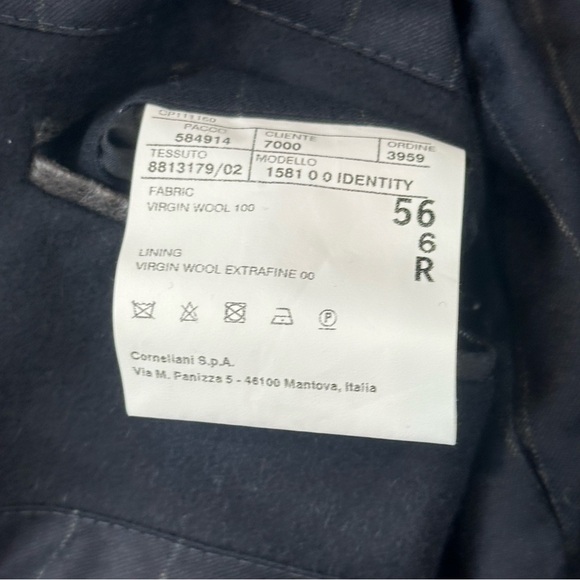 CP111160
PACCO CLIENTE ORDINE
584914 7000 3959
TESSUTO MODELLO
8813179/02 1581 0 0 IDENTITY
FABRIC
VIRGIN WOOL 100
56
6
R
LINING
VIRGIN WOOL EXTRAFINE 00
P
Corneliani S.p.A.
Via M. Panizza 5 - 46100 Mantova, Italia